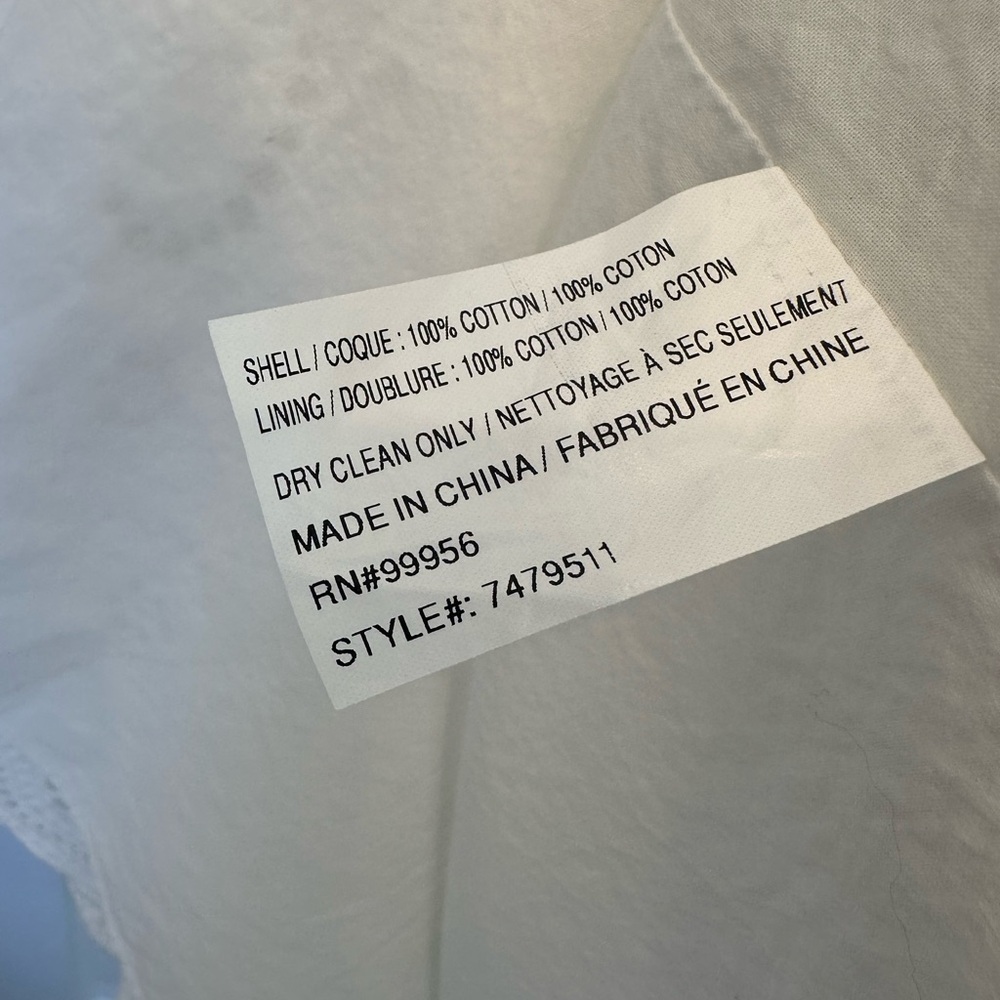 SHELL / COQUE : 100% COTTON / 100% COTON
LINING / DOUBLURE : 100% COTTON / 100% COTON
DRY CLEAN ONLY / NETTOYAGE À SEC SEULEMENT
MADE IN CHINA / FABRIQUÉ EN CHINE
RN#99956
STYLE#: 7479511